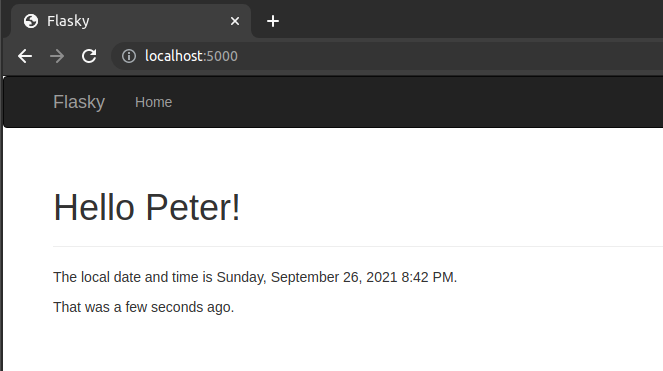 Flasky
localhost:5000
Flasky Home
Hello Peter!
The local date and time is Sunday, September 26, 2021 8:42 PM.
That was a few seconds ago.